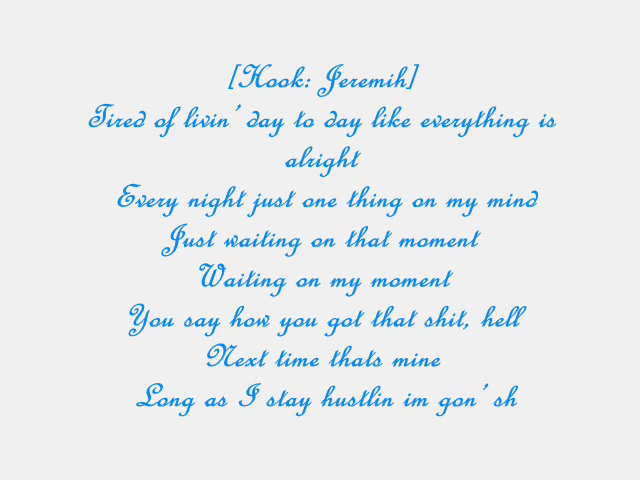 [Hook: Jeremih]
Tired of livin' day to day like everything is
alright
Every night just one thing on my mind
Just waiting on that moment
Waiting on my moment
You say how you got that shit, hell
Next time thats mine
Long as I stay hustlin im gon' sh